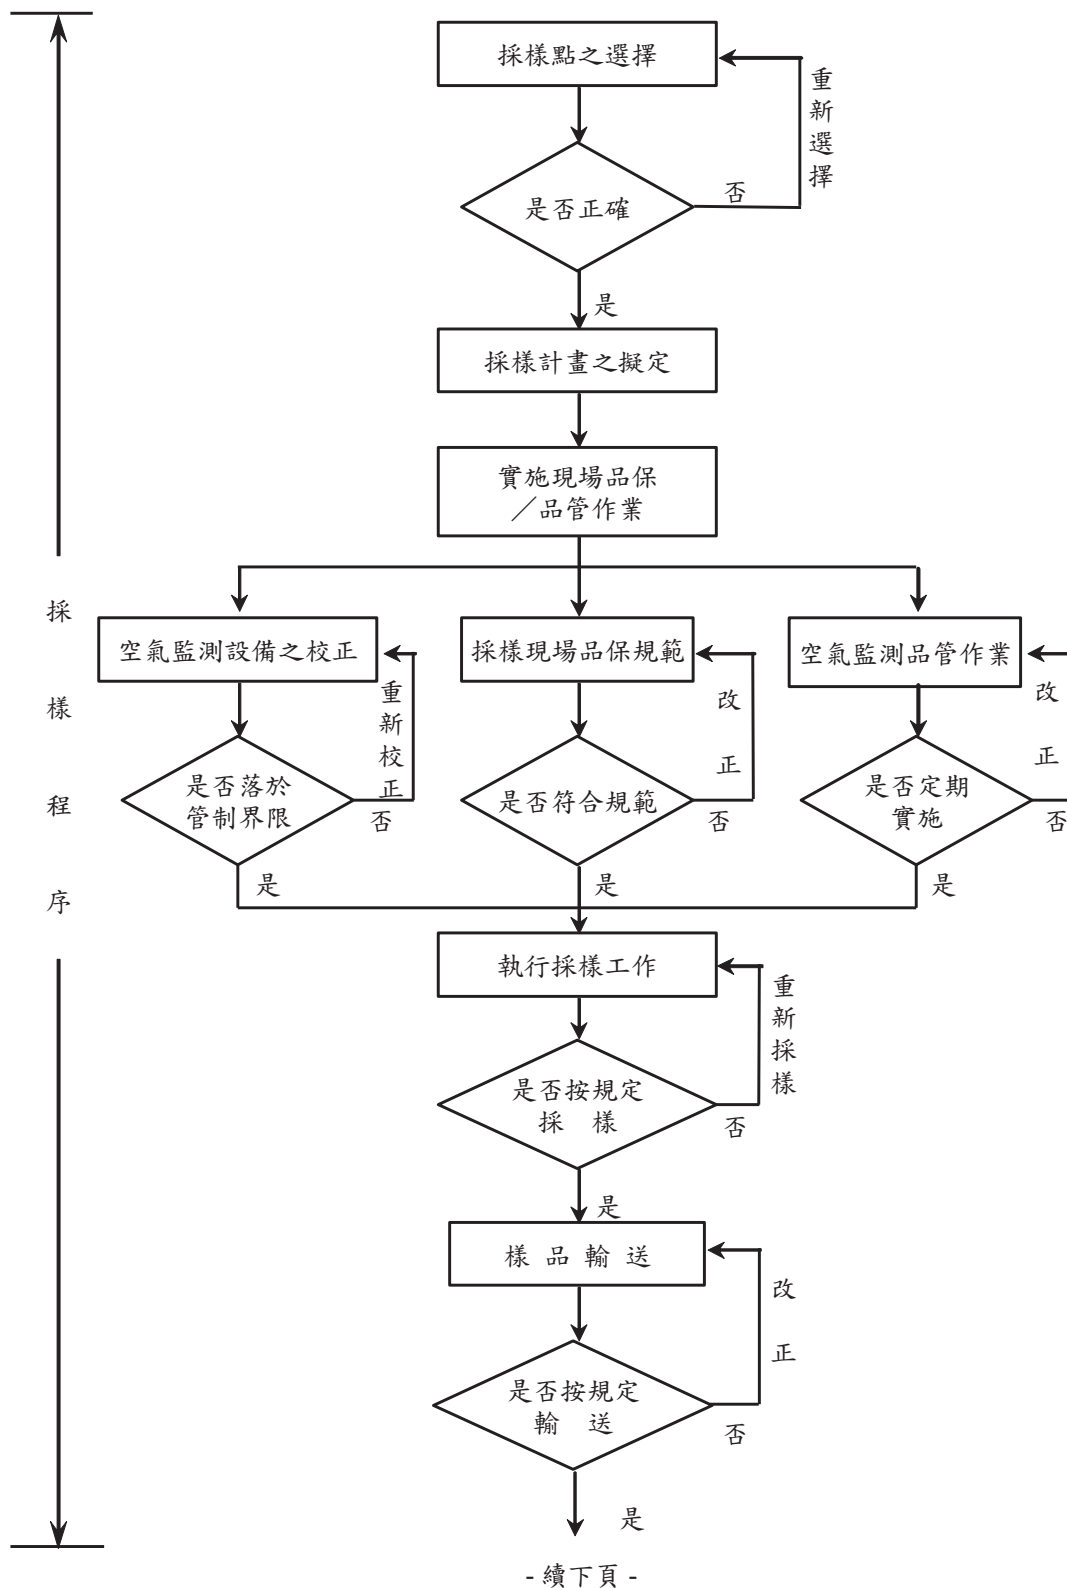 採樣點之選擇
重新選擇
是否正確
否
是
採樣計畫之擬定
實施現場品保
／品管作業
採樣程序
空氣監測設備之校正
採樣現場品保規範
空氣監測品管作業
重新校正
改正
改正
是否落於
管制界限
否
是否符合規範
否
是否定期
實施
否
是
是
是
執行採樣工作
重新採樣
是否按規定
採　樣
否
是
樣品輸送
改正
是否按規定
輸　送
否
是
- 續下頁 -